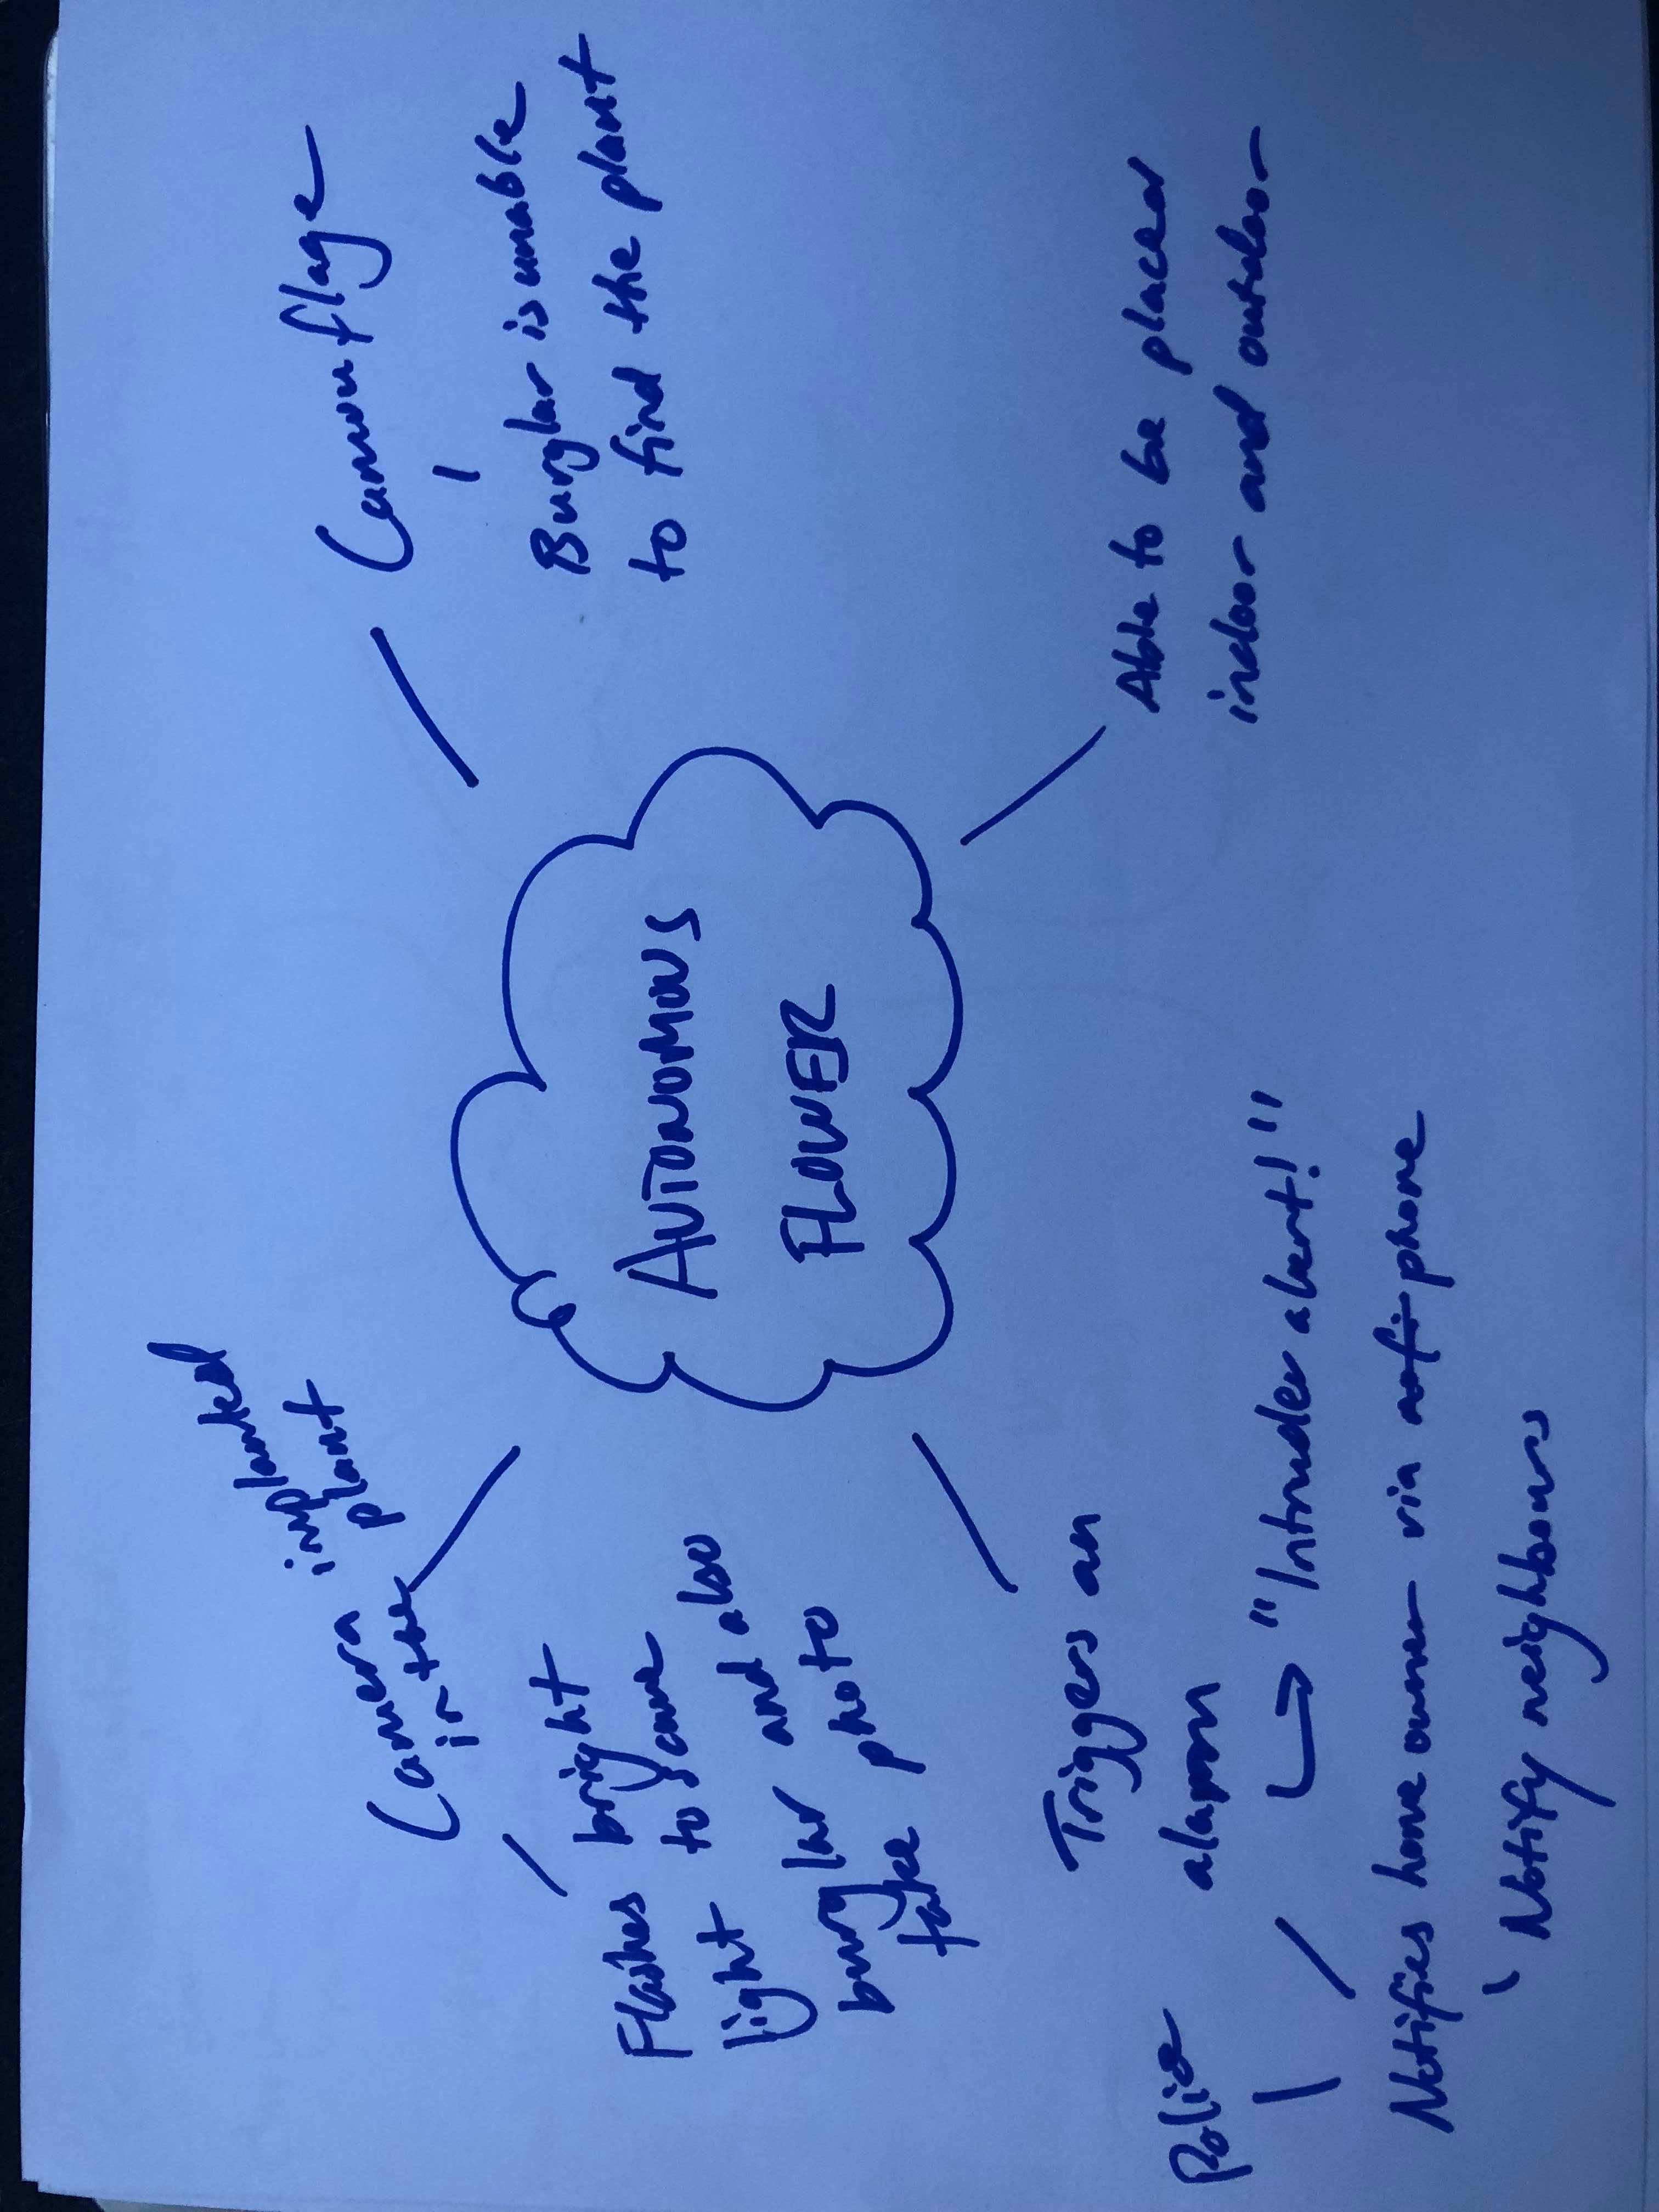 Camera implanted
in the plant
Flashes bright
light to scare
burglar and also
take photo
AUTONOMOUS
FLOWER
Camouflage
Burglar is unable
to find the plant
Triggers an
alarm
"Intruder alert!"
Police
Notifies home owner via phone
Notify neighbours
Able to be placed
indoor and outdoor